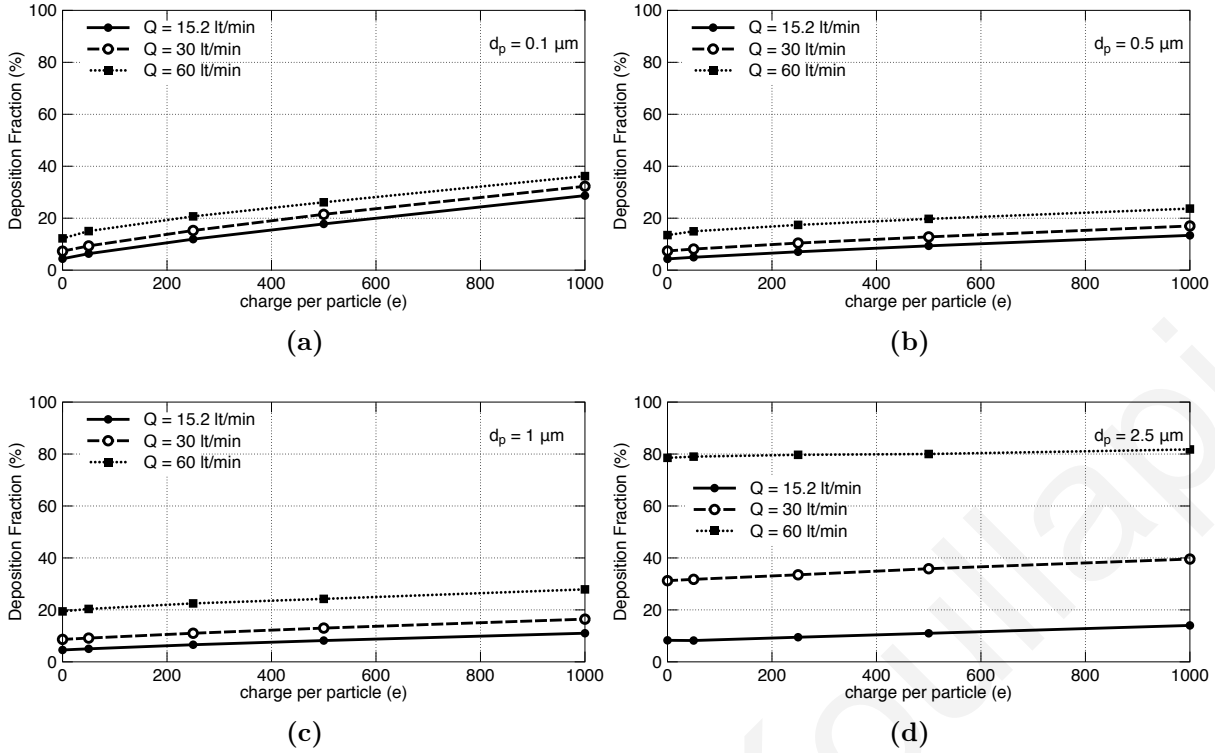 Q = 15.2 lt/min
Q = 30 lt/min
Q = 60 lt/min
dp = 0.1 µm
Deposition Fraction (%)
100
80
60
40
20
0
0 200 400 600 800 1000
charge per particle (e)
(a)
Q = 15.2 lt/min
Q = 30 lt/min
Q = 60 lt/min
dp = 0.5 µm
Deposition Fraction (%)
100
80
60
40
20
0
0 200 400 600 800 1000
charge per particle (e)
(b)
Q = 15.2 lt/min
Q = 30 lt/min
Q = 60 lt/min
dp = 1 µm
Deposition Fraction (%)
100
80
60
40
20
0
0 200 400 600 800 1000
charge per particle (e)
(c)
dp = 2.5 µm
Q = 15.2 lt/min
Q = 30 lt/min
Q = 60 lt/min
Deposition Fraction (%)
100
80
60
40
20
0
0 200 400 600 800 1000
charge per particle (e)
(d)